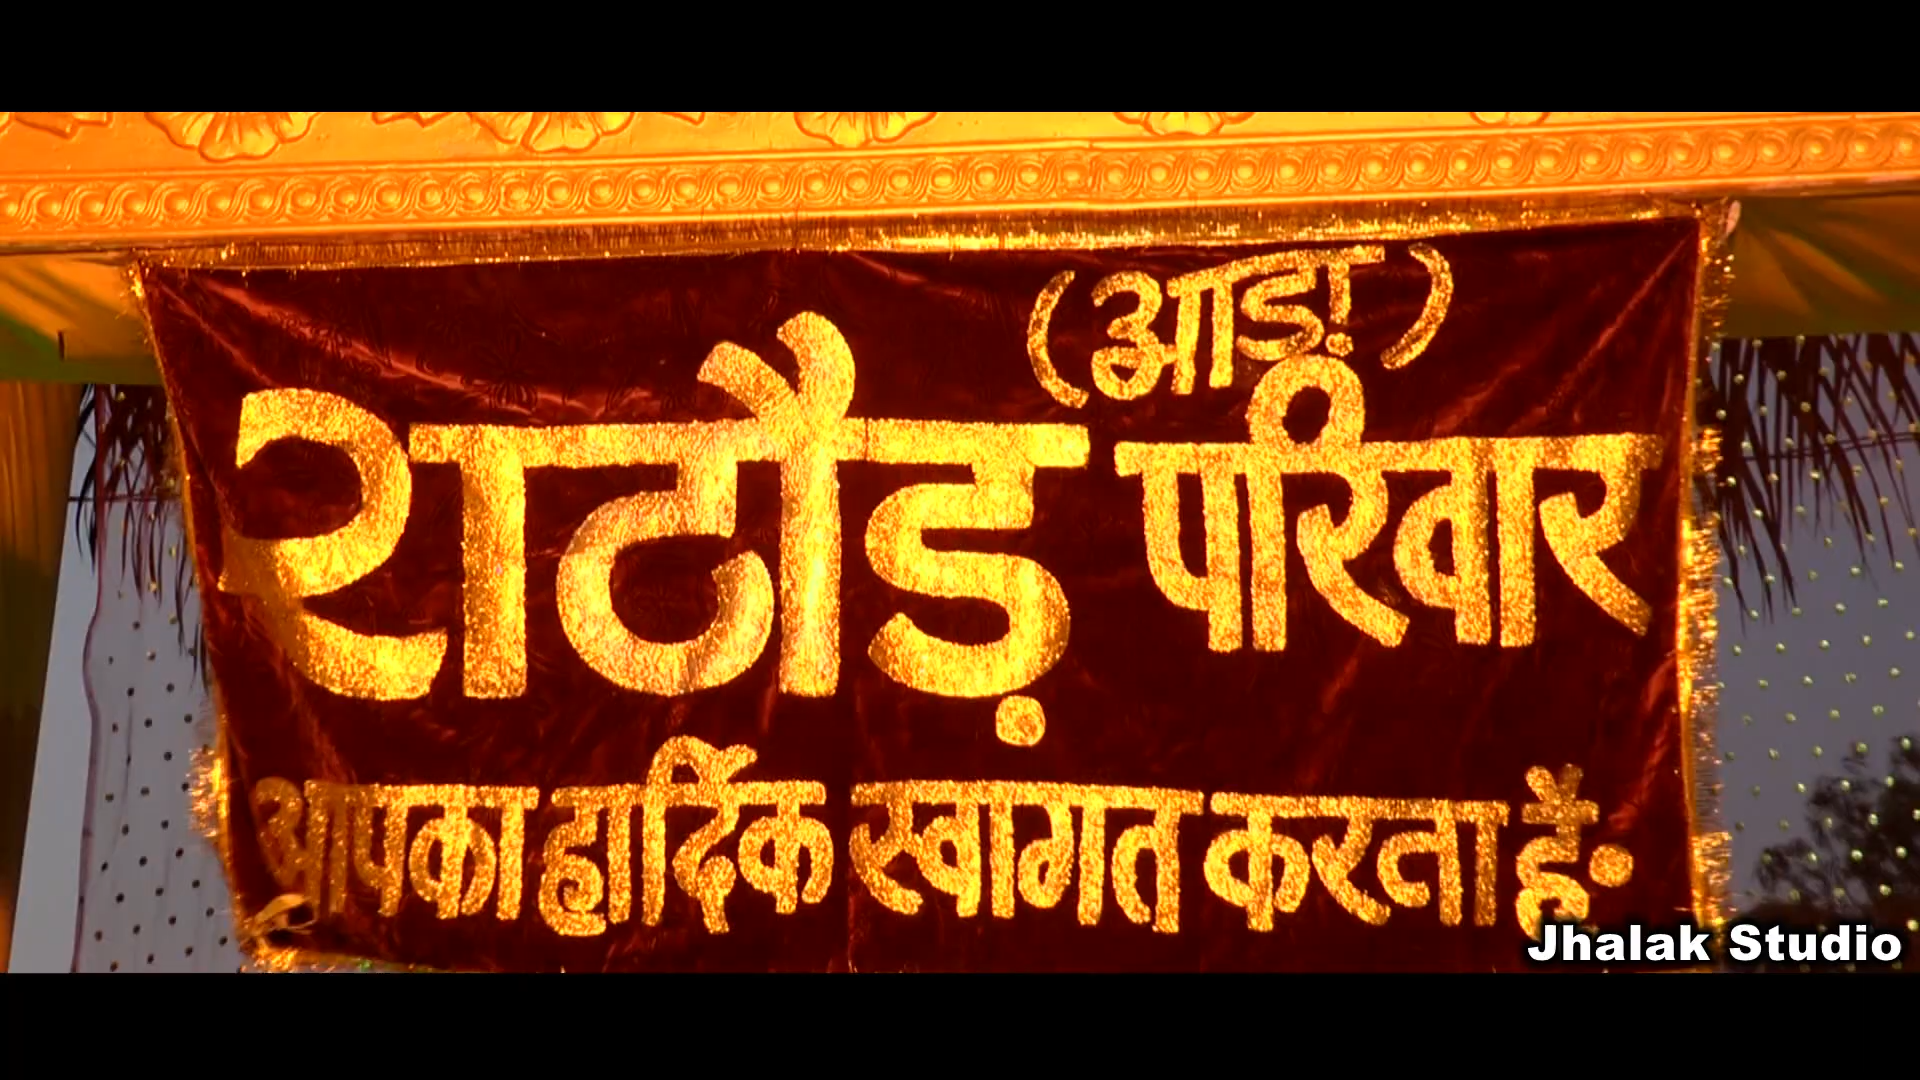 (आड़ा)
राठौड़ परिवार
आपका हार्दिक स्वागत करता हैं.
Jhalak Studio